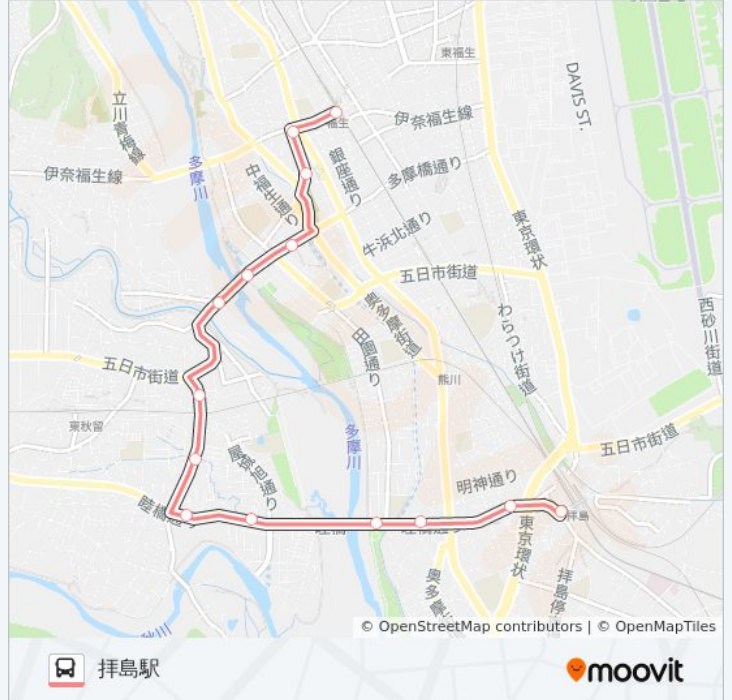 東福生
DAVIS ST.
立川青梅線
福生
伊奈福生線
多摩川
伊奈福生線
中福生通り
銀座通り
多摩橋通り
牛浜北通り
東京環状
五日市街道
奥多摩街道
わらつけ街道
西砂川街道
田園通り
五日市街道
熊川
東秋留
多摩川
五日市街道
屋城旭通り
明神通り
睦橋通り
睦橋
睦橋通り
拝島
東京環状
奥多摩
拝島停
秋川
© OpenStreetMap contributors | © OpenMapTiles
拝島駅
moovit